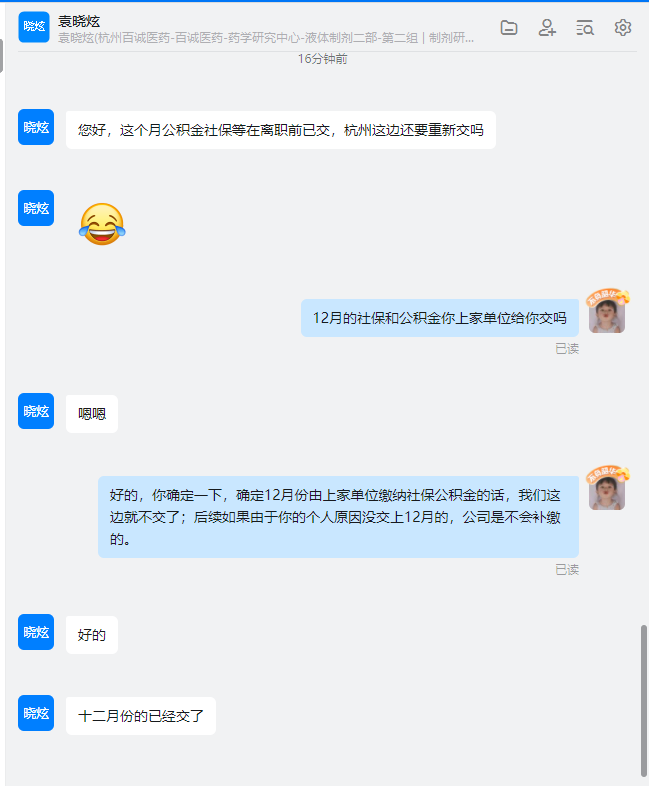 晓炫
袁晓炫
袁晓炫(杭州百诚医药-百诚医药-药学研究中心-液体制剂二部-第二组 | 制剂研...
16分钟前
晓炫
您好，这个月公积金社保等在离职前已交，杭州这边还要重新交吗
晓炫
12月的社保和公积金你上家单位给你交吗
已读
晓炫
嗯嗯
好的，你确定一下，确定12月份由上家单位缴纳社保公积金的话，我们这
边就不交了；后续如果由于你的个人原因没交上12月的，公司是不会补缴
的。
已读
晓炫
好的
晓炫
十二月份的已经交了